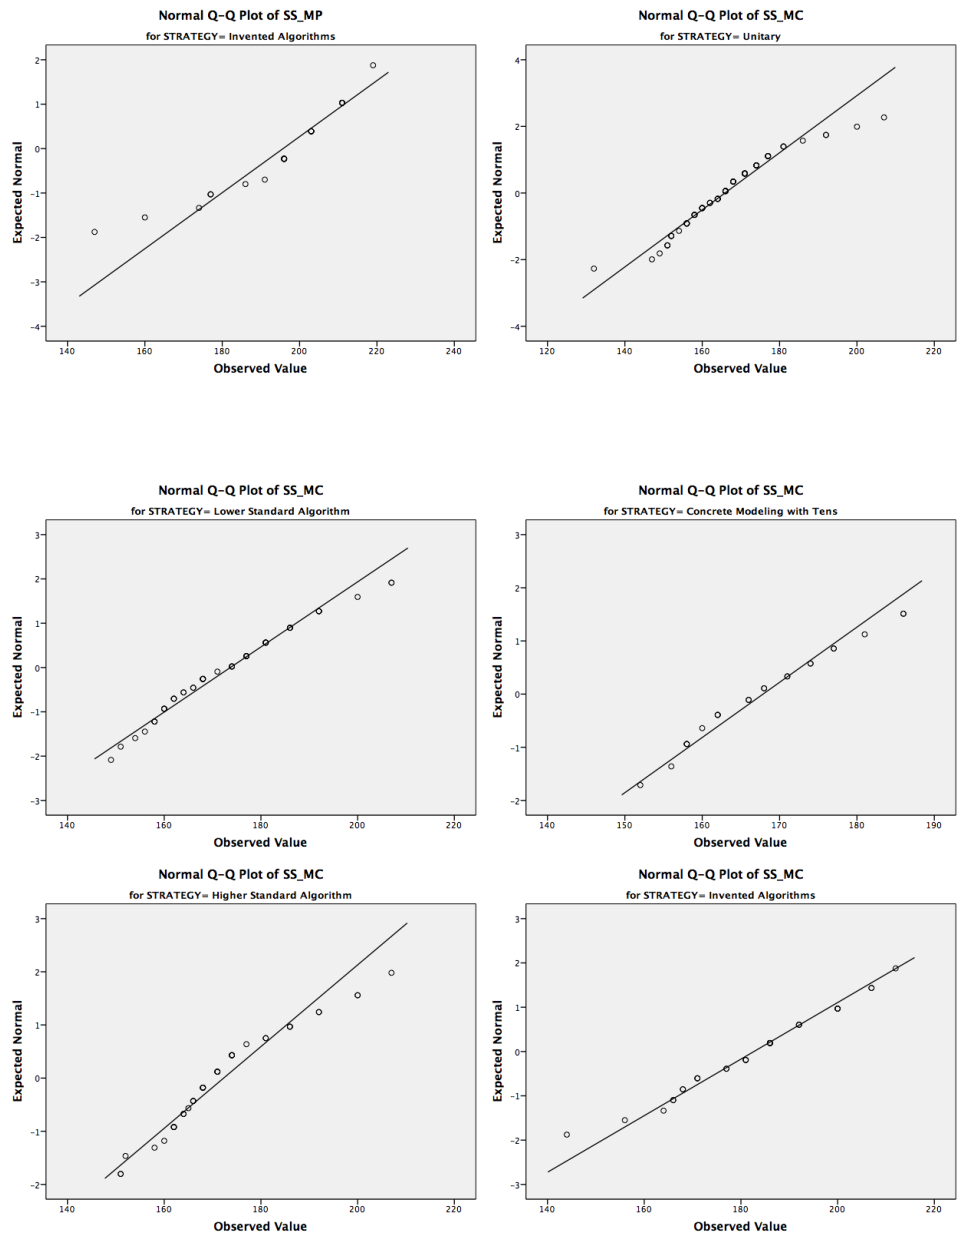 Normal Q-Q Plot of SS_MP
for STRATEGY= Invented Algorithms
2
1
0
-1
-2
-3
-4
Expected Normal
140 160 180 200 220 240
Observed Value
Normal Q-Q Plot of SS_MC
for STRATEGY= Unitary
4
2
0
-2
-4
Expected Normal
120 140 160 180 200 220
Observed Value
Normal Q-Q Plot of SS_MC
for STRATEGY= Lower Standard Algorithm
3
2
1
0
-1
-2
-3
Expected Normal
140 160 180 200 220
Observed Value
Normal Q-Q Plot of SS_MC
for STRATEGY= Concrete Modeling with Tens
3
2
1
0
-1
-2
Expected Normal
140 150 160 170 180 190
Observed Value
Normal Q-Q Plot of SS_MC
for STRATEGY= Higher Standard Algorithm
3
2
1
0
-1
-2
Expected Normal
140 160 180 200 220
Observed Value
Normal Q-Q Plot of SS_MC
for STRATEGY= Invented Algorithms
3
2
1
0
-1
-2
-3
Expected Normal
140 160 180 200 220
Observed Value